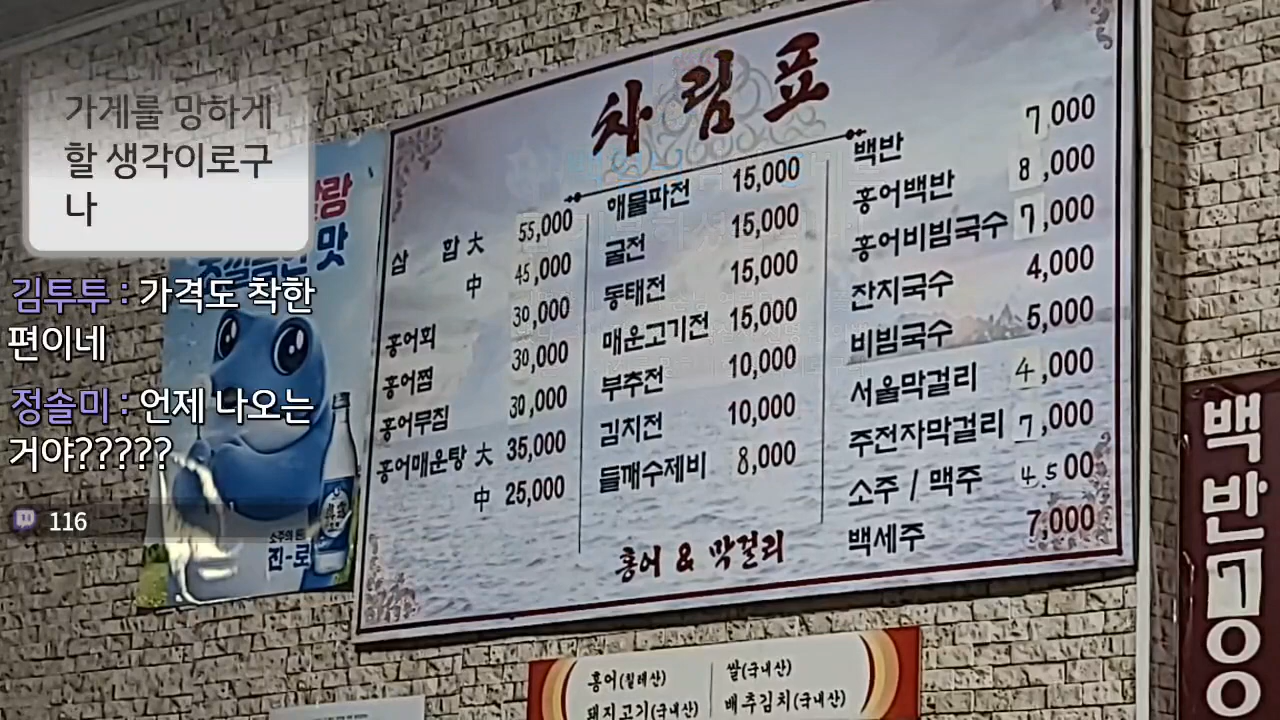 가게룰 망하게
할 생각이로구
나
김투투 : 가격도 착한
편이네
정솔미 : 언제 나오는
거야?????
116
맛
진-로
차림표
삼 합 大 55,000
中 45,000
홍어회 30,000
홍어찜 30,000
홍어무침 30,000
홍어매운탕 大 35,000
中 25,000
해물파전 15,000
굴전 15,000
동태전 15,000
매운고기전 15,000
부추전 10,000
김치전 10,000
들깨수제비 8,000
홍어 & 막걸리
백반 7,000
홍어백반 8,000
홍어비빔국수 7,000
잔치국수 4,000
비빔국수 5,000
서울막걸리 4,000
주전자막걸리 7,000
소주 / 맥주 4.500
백세주 7,000
홍어(칠레산)
돼지고기(국내산)
쌀(국내산)
배추김치(국내산)
백반 7000